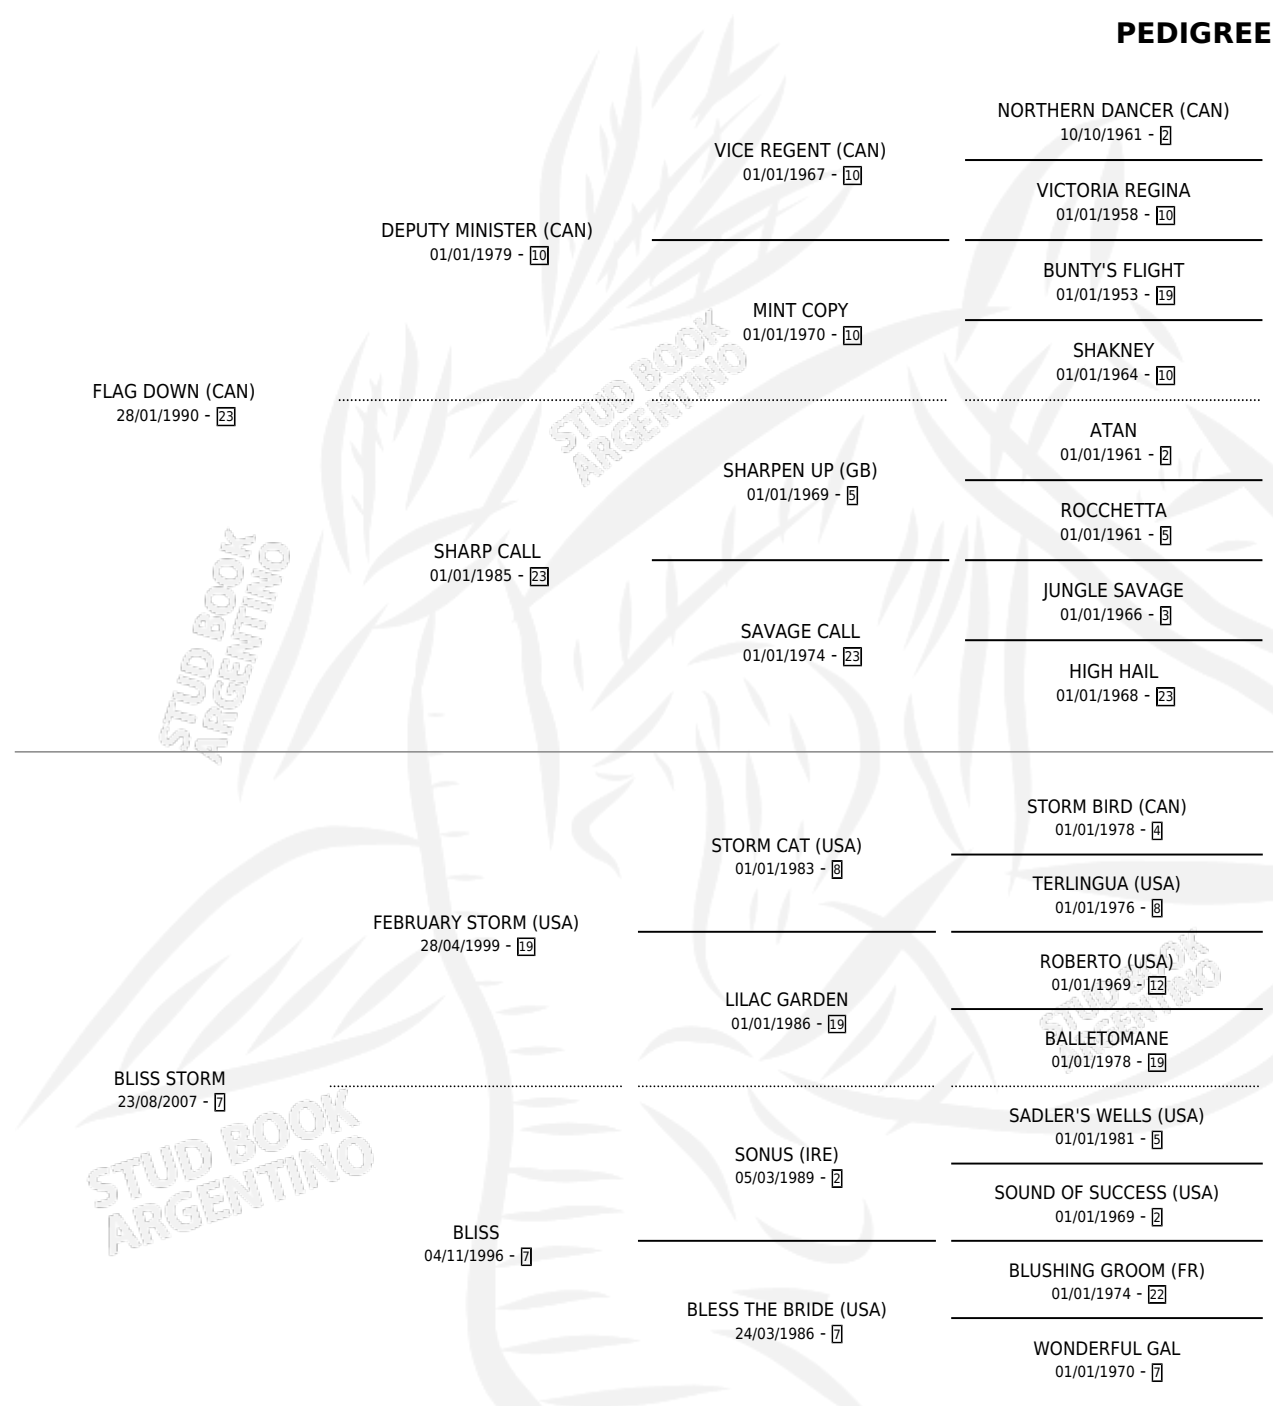 PEDIGREE
NORTHERN DANCER (CAN)
10/10/1961 - 2
VICE REGENT (CAN)
01/01/1967 - 10
VICTORIA REGINA
01/01/1958 - 10
DEPUTY MINISTER (CAN)
01/01/1979 - 10
BUNTY'S FLIGHT
01/01/1953 - 19
MINT COPY
01/01/1970 - 10
SHAKNEY
01/01/1964 - 10
FLAG DOWN (CAN)
28/01/1990 - 23
ATAN
01/01/1961 - 2
SHARPEN UP (GB)
01/01/1969 - 5
ROCCHETTA
01/01/1961 - 5
SHARP CALL
01/01/1985 - 23
JUNGLE SAVAGE
01/01/1966 - 3
SAVAGE CALL
01/01/1974 - 23
HIGH HAIL
01/01/1968 - 23
STORM BIRD (CAN)
01/01/1978 - 4
STORM CAT (USA)
01/01/1983 - 8
TERLINGUA (USA)
01/01/1976 - 8
FEBRUARY STORM (USA)
28/04/1999 - 19
ROBERTO (USA)
01/01/1969 - 12
LILAC GARDEN
01/01/1986 - 19
BALLETOMANE
01/01/1978 - 19
BLISS STORM
23/08/2007 - 7
SADLER'S WELLS (USA)
01/01/1981 - 5
SONUS (IRE)
05/03/1989 - 2
SOUND OF SUCCESS (USA)
01/01/1969 - 2
BLISS
04/11/1996 - 7
BLUSHING GROOM (FR)
01/01/1974 - 22
BLESS THE BRIDE (USA)
24/03/1986 - 7
WONDERFUL GAL
01/01/1970 - 7
STUD BOOK
ARGENTINO
STUD BOOK
ARGENTINO
STUD BOOK
ARGENTINO
STUD BOOK
ARGENTINO